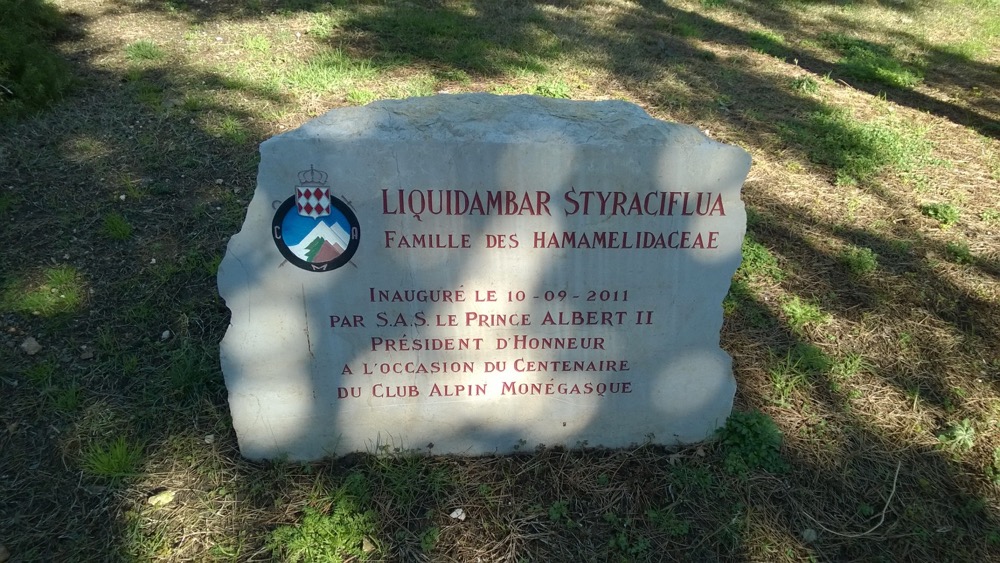 LIQUIDAMBAR STYRACIFLUA
FAMILLE DES HAMAMELIDACEAE
INAUGURÉ LE 10-09-2011
PAR S.A.S. LE PRINCE ALBERT II
PRÉSIDENT D'HONNEUR
A L'OCCASION DU CENTENAIRE
DU CLUB ALPIN MONÉGASQUE
C A
M